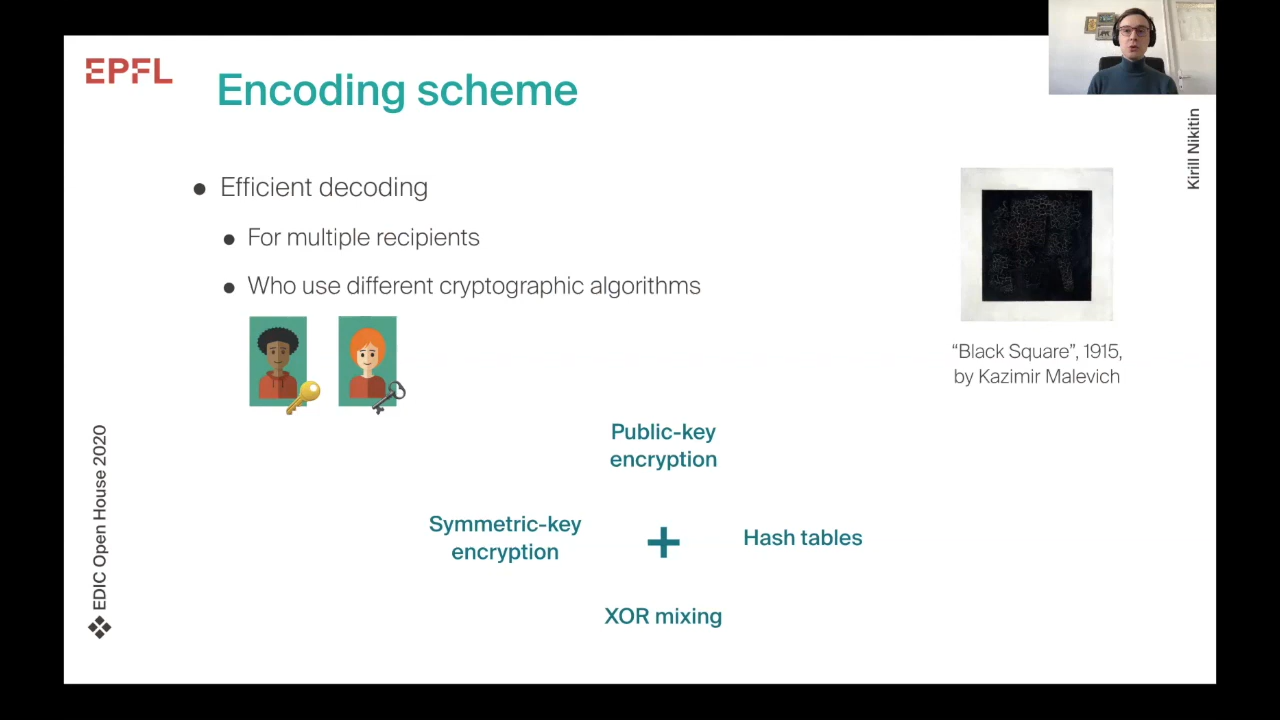 EPFL
Encoding scheme
Kirill Nikitin
● Efficient decoding
● For multiple recipients
● Who use different cryptographic algorithms
“Black Square”, 1915,
by Kazimir Malevich
Public-key
encryption
Symmetric-key
encryption
+
Hash tables
XOR mixing
EDIC Open House 2020